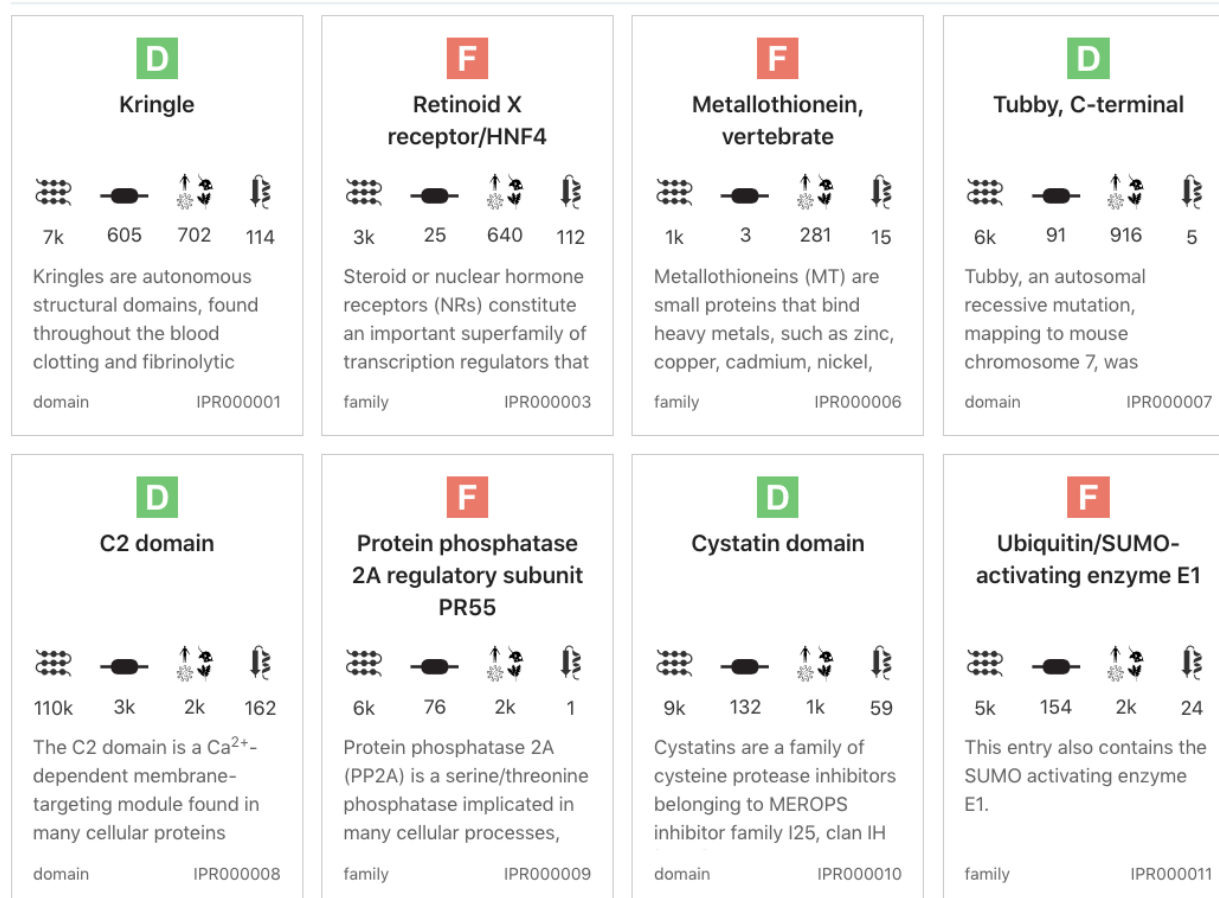 D
Kringle
7k 605 702 114
Kringles are autonomous
structural domains, found
throughout the blood
clotting and fibrinolytic
domain IPR000001
F
Retinoid X
receptor/HNF4
3k 25 640 112
Steroid or nuclear hormone
receptors (NRs) constitute
an important superfamily of
transcription regulators that
family IPR000003
F
Metallothionein,
vertebrate
1k 3 281 15
Metallothioneins (MT) are
small proteins that bind
heavy metals, such as zinc,
copper, cadmium, nickel,
family IPR000006
D
Tubby, C-terminal
6k 91 916 5
Tubby, an autosomal
recessive mutation,
mapping to mouse
chromosome 7, was
domain IPR000007
D
C2 domain
110k 3k 2k 162
The C2 domain is a Ca²⁺-
dependent membrane-
targeting module found in
many cellular proteins
domain IPR000008
F
Protein phosphatase
2A regulatory subunit
PR55
6k 76 2k 1
Protein phosphatase 2A
(PP2A) is a serine/threonine
phosphatase implicated in
many cellular processes,
family IPR000009
D
Cystatin domain
9k 132 1k 59
Cystatins are a family of
cysteine protease inhibitors
belonging to MEROPS
inhibitor family I25, clan IH
domain IPR000010
F
Ubiquitin/SUMO-
activating enzyme E1
5k 154 2k 24
This entry also contains the
SUMO activating enzyme
E1.
family IPR000011